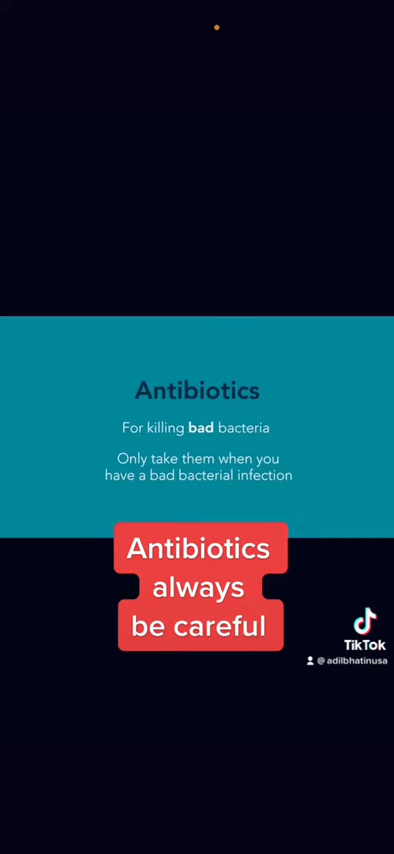 Antibiotics
For killing bad bacteria
Only take them when you
have a bad bacterial infection
Antibiotics
always
be careful
TikTok
@adilbhatinusa